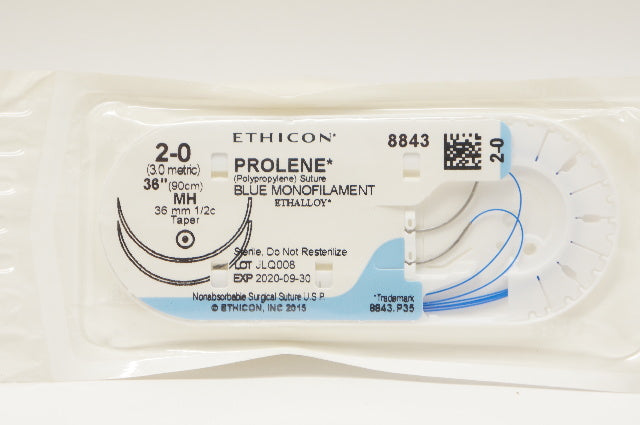 ETHICON*
8843
2-0
2-0
(3.0 metric)
36" (90cm)
MH
36 mm 1/2c
Taper
PROLENE*
(Polypropylene) Suture
BLUE MONOFILAMENT
ETHALLOY*
Sterile, Do Not Resterilize
LOT JLQ008
EXP 2020-09-30
Nonabsorbable Surgical Suture U.S.P.
© ETHICON, INC 2015
*Trademark
8843.P35